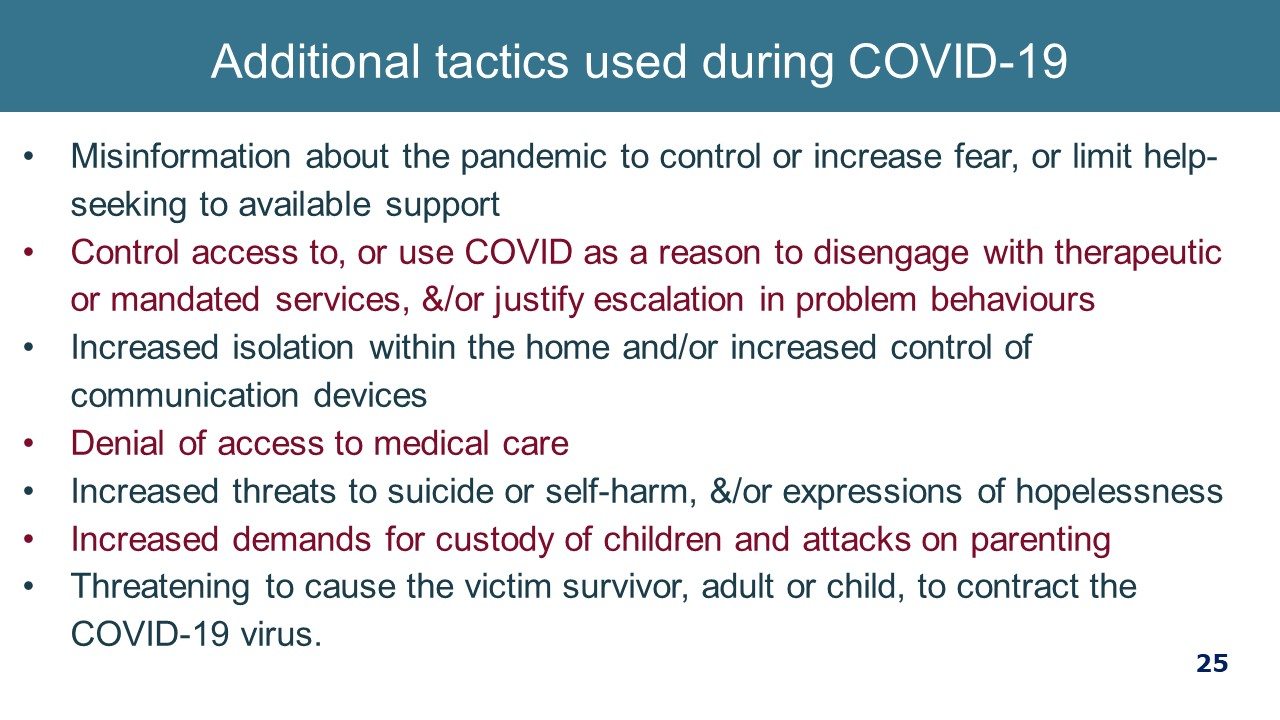 Additional tactics used during COVID-19
• Misinformation about the pandemic to control or increase fear, or limit help-
seeking to available support
• Control access to, or use COVID as a reason to disengage with therapeutic
or mandated services, &/or justify escalation in problem behaviours
• Increased isolation within the home and/or increased control of
communication devices
• Denial of access to medical care
• Increased threats to suicide or self-harm, &/or expressions of hopelessness
• Increased demands for custody of children and attacks on parenting
• Threatening to cause the victim survivor, adult or child, to contract the
COVID-19 virus.
25